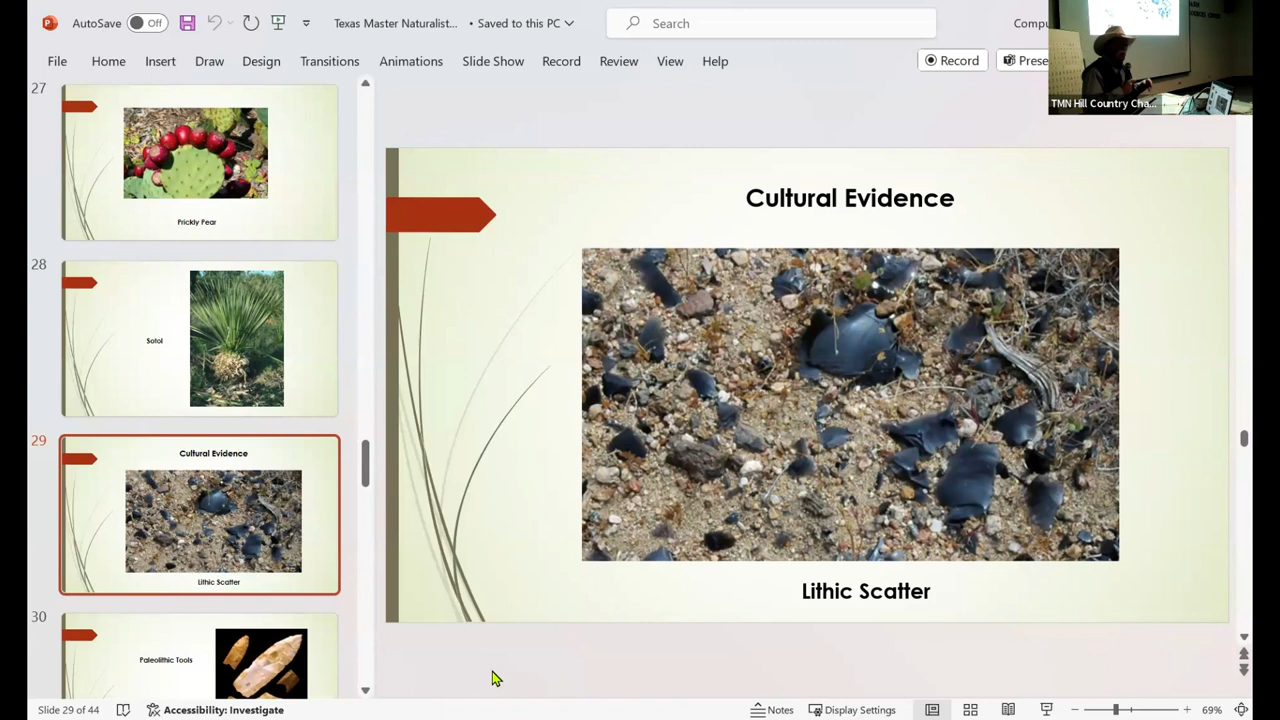 AutoSave Off
Texas Master Naturalist... • Saved to this PC
Search
Compu
File Home Insert Draw Design Transitions Animations Slide Show Record Review View Help
Record
Prese
TMN Hill Country Cha...
27
Prickly Pear
28
Sotol
29
Cultural Evidence
Lithic Scatter
30
Paleolithic Tools
Cultural Evidence
Lithic Scatter
Slide 29 of 44
Accessibility: Investigate
Notes
Display Settings
69%